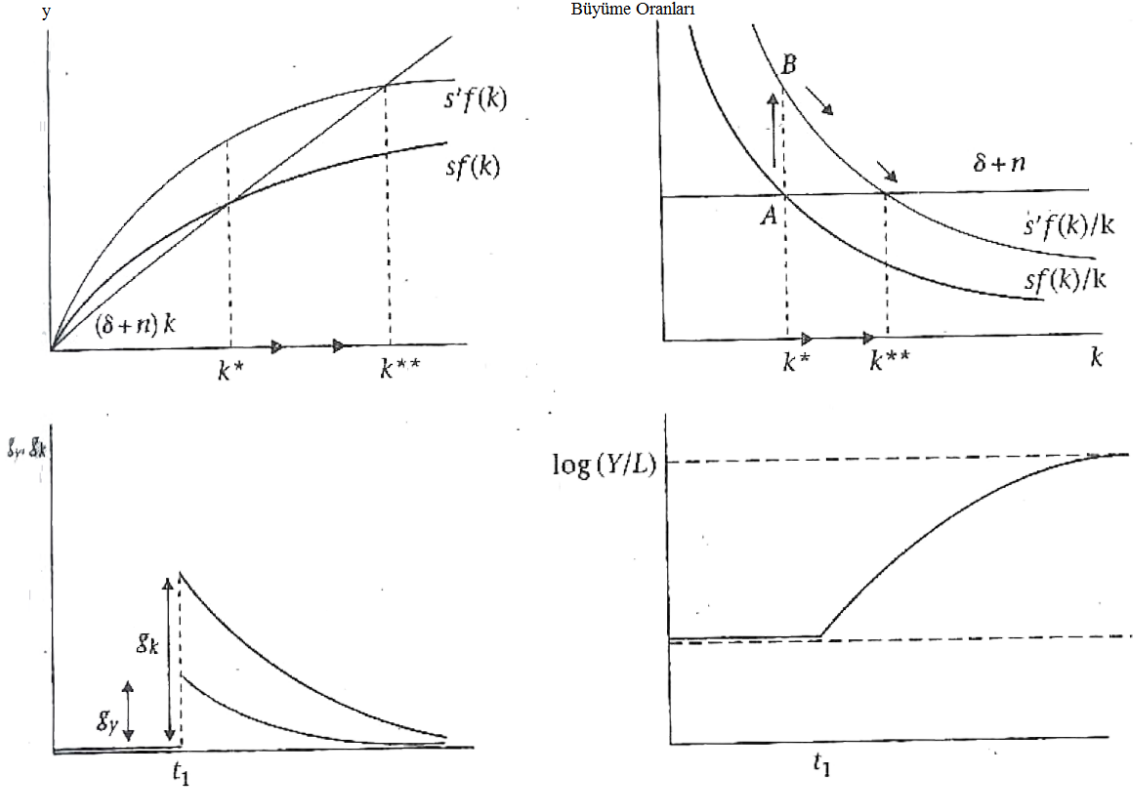 y
s'f(k)
sf(k)
(δ+n) k
k*
k**
Büyüme Oranları
B
δ+n
A
s'f(k)/k
sf(k)/k
k*
k**
k
gy, gk
gk
gy
t1
log (Y/L)
t1